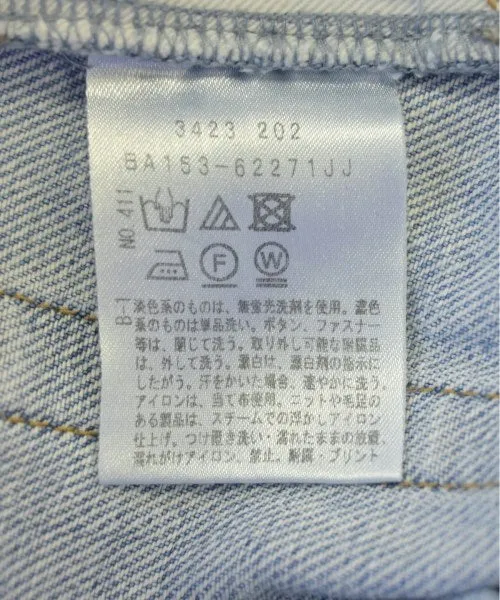 3423 202
BA1S3-62271JJ
NO.411
F
W
B-1
淡色系のものは、無蛍光洗剤を使用。濃色
系のものは単品洗い。ボタン、ファスナー
等は、閉じて洗う。取り外し可能な附属品
は、外して洗う。漂白は、漂白剤の指示に
したがう。汗をかいた場合、速やかに洗う。
アイロンは、当て布使用。ニットや毛足の
ある製品は、スチームでの浮かしアイロン
仕上げ。つけ置き洗い・濡れたままの放置、
濡れがけアイロン、禁止。附属・プリント